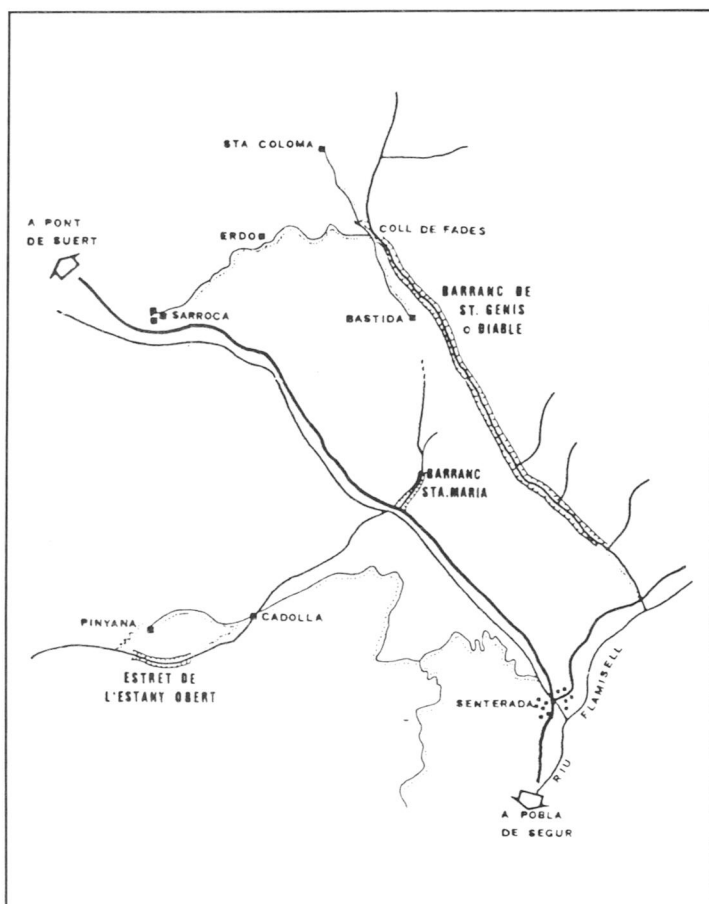 STA COLOMA
A PONT
DE SUERT
ERDO
COLL DE FADES
SARROCA
BASTIDA
BARRANC DE
ST. GENIS
o DIABLE
BARRANC
STA. MARIA
PINYANA
CADOLLA
ESTRET DE
L'ESTANY OBERT
SENTERADA
RIU FLAMISELL
A POBLA
DE SEGUR